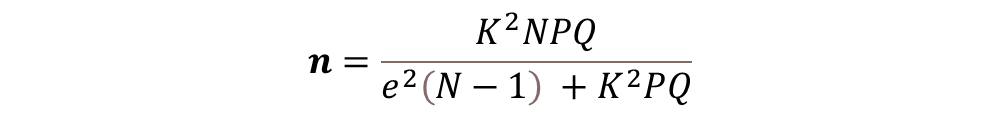 n = K²NPQ / e²(N − 1) + K²PQ